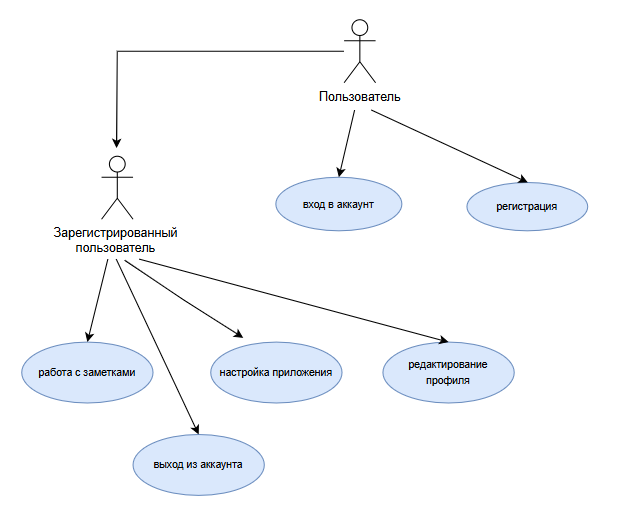 Пользователь
вход в аккаунт
регистрация
Зарегистрированный
пользователь
работа с заметками
настройка приложения
редактирование
профиля
выход из аккаунта